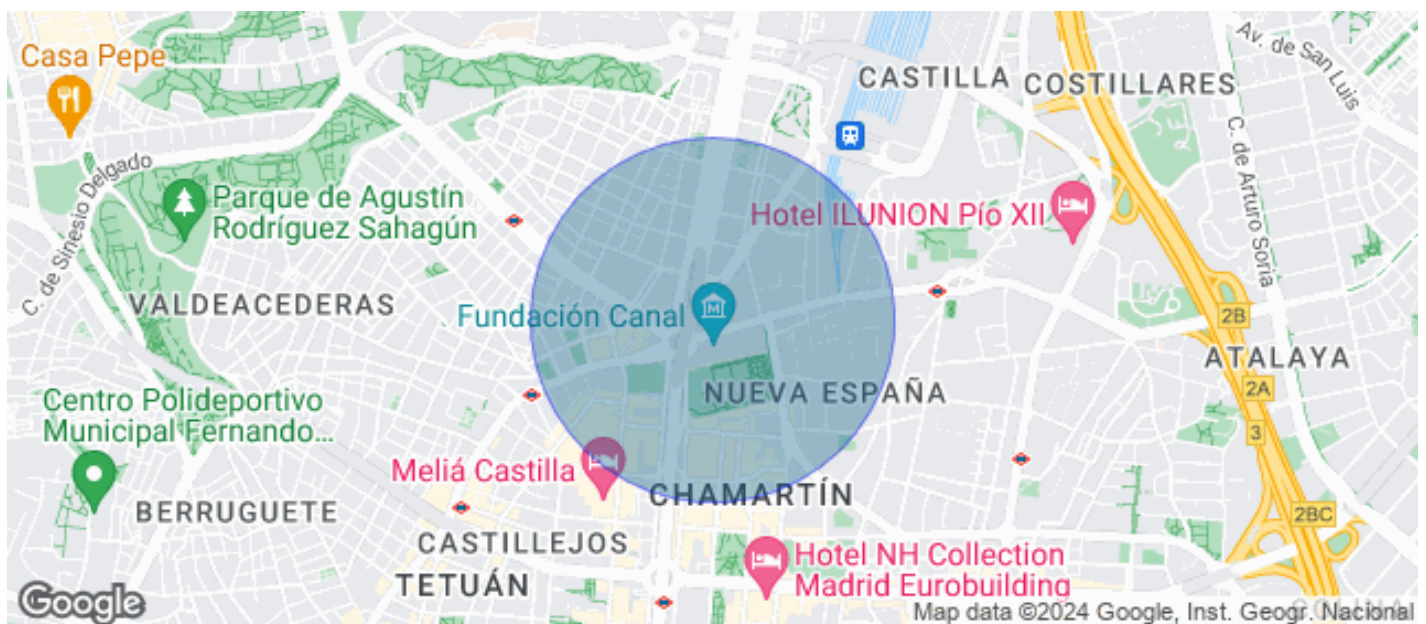 Casa Pepe
CASTILLA
COSTILLARES
Av. de San Luis
C. de Sinesio Delgado
Parque de Agustín
Rodríguez Sahagún
Hotel ILUNION Pío XII
C. de Arturo Soria
VALDEACEDERAS
Fundación Canal
M
2B
ATALAYA
NUEVA ESPAÑA
2A
3
Centro Polideportivo
Municipal Fernando...
Meliá Castilla
CHAMARTÍN
BERRUGUETE
2BC
CASTILLEJOS
TETUÁN
Hotel NH Collection
Madrid Eurobuilding
Google
Map data ©2024 Google, Inst. Geogr. Nacional